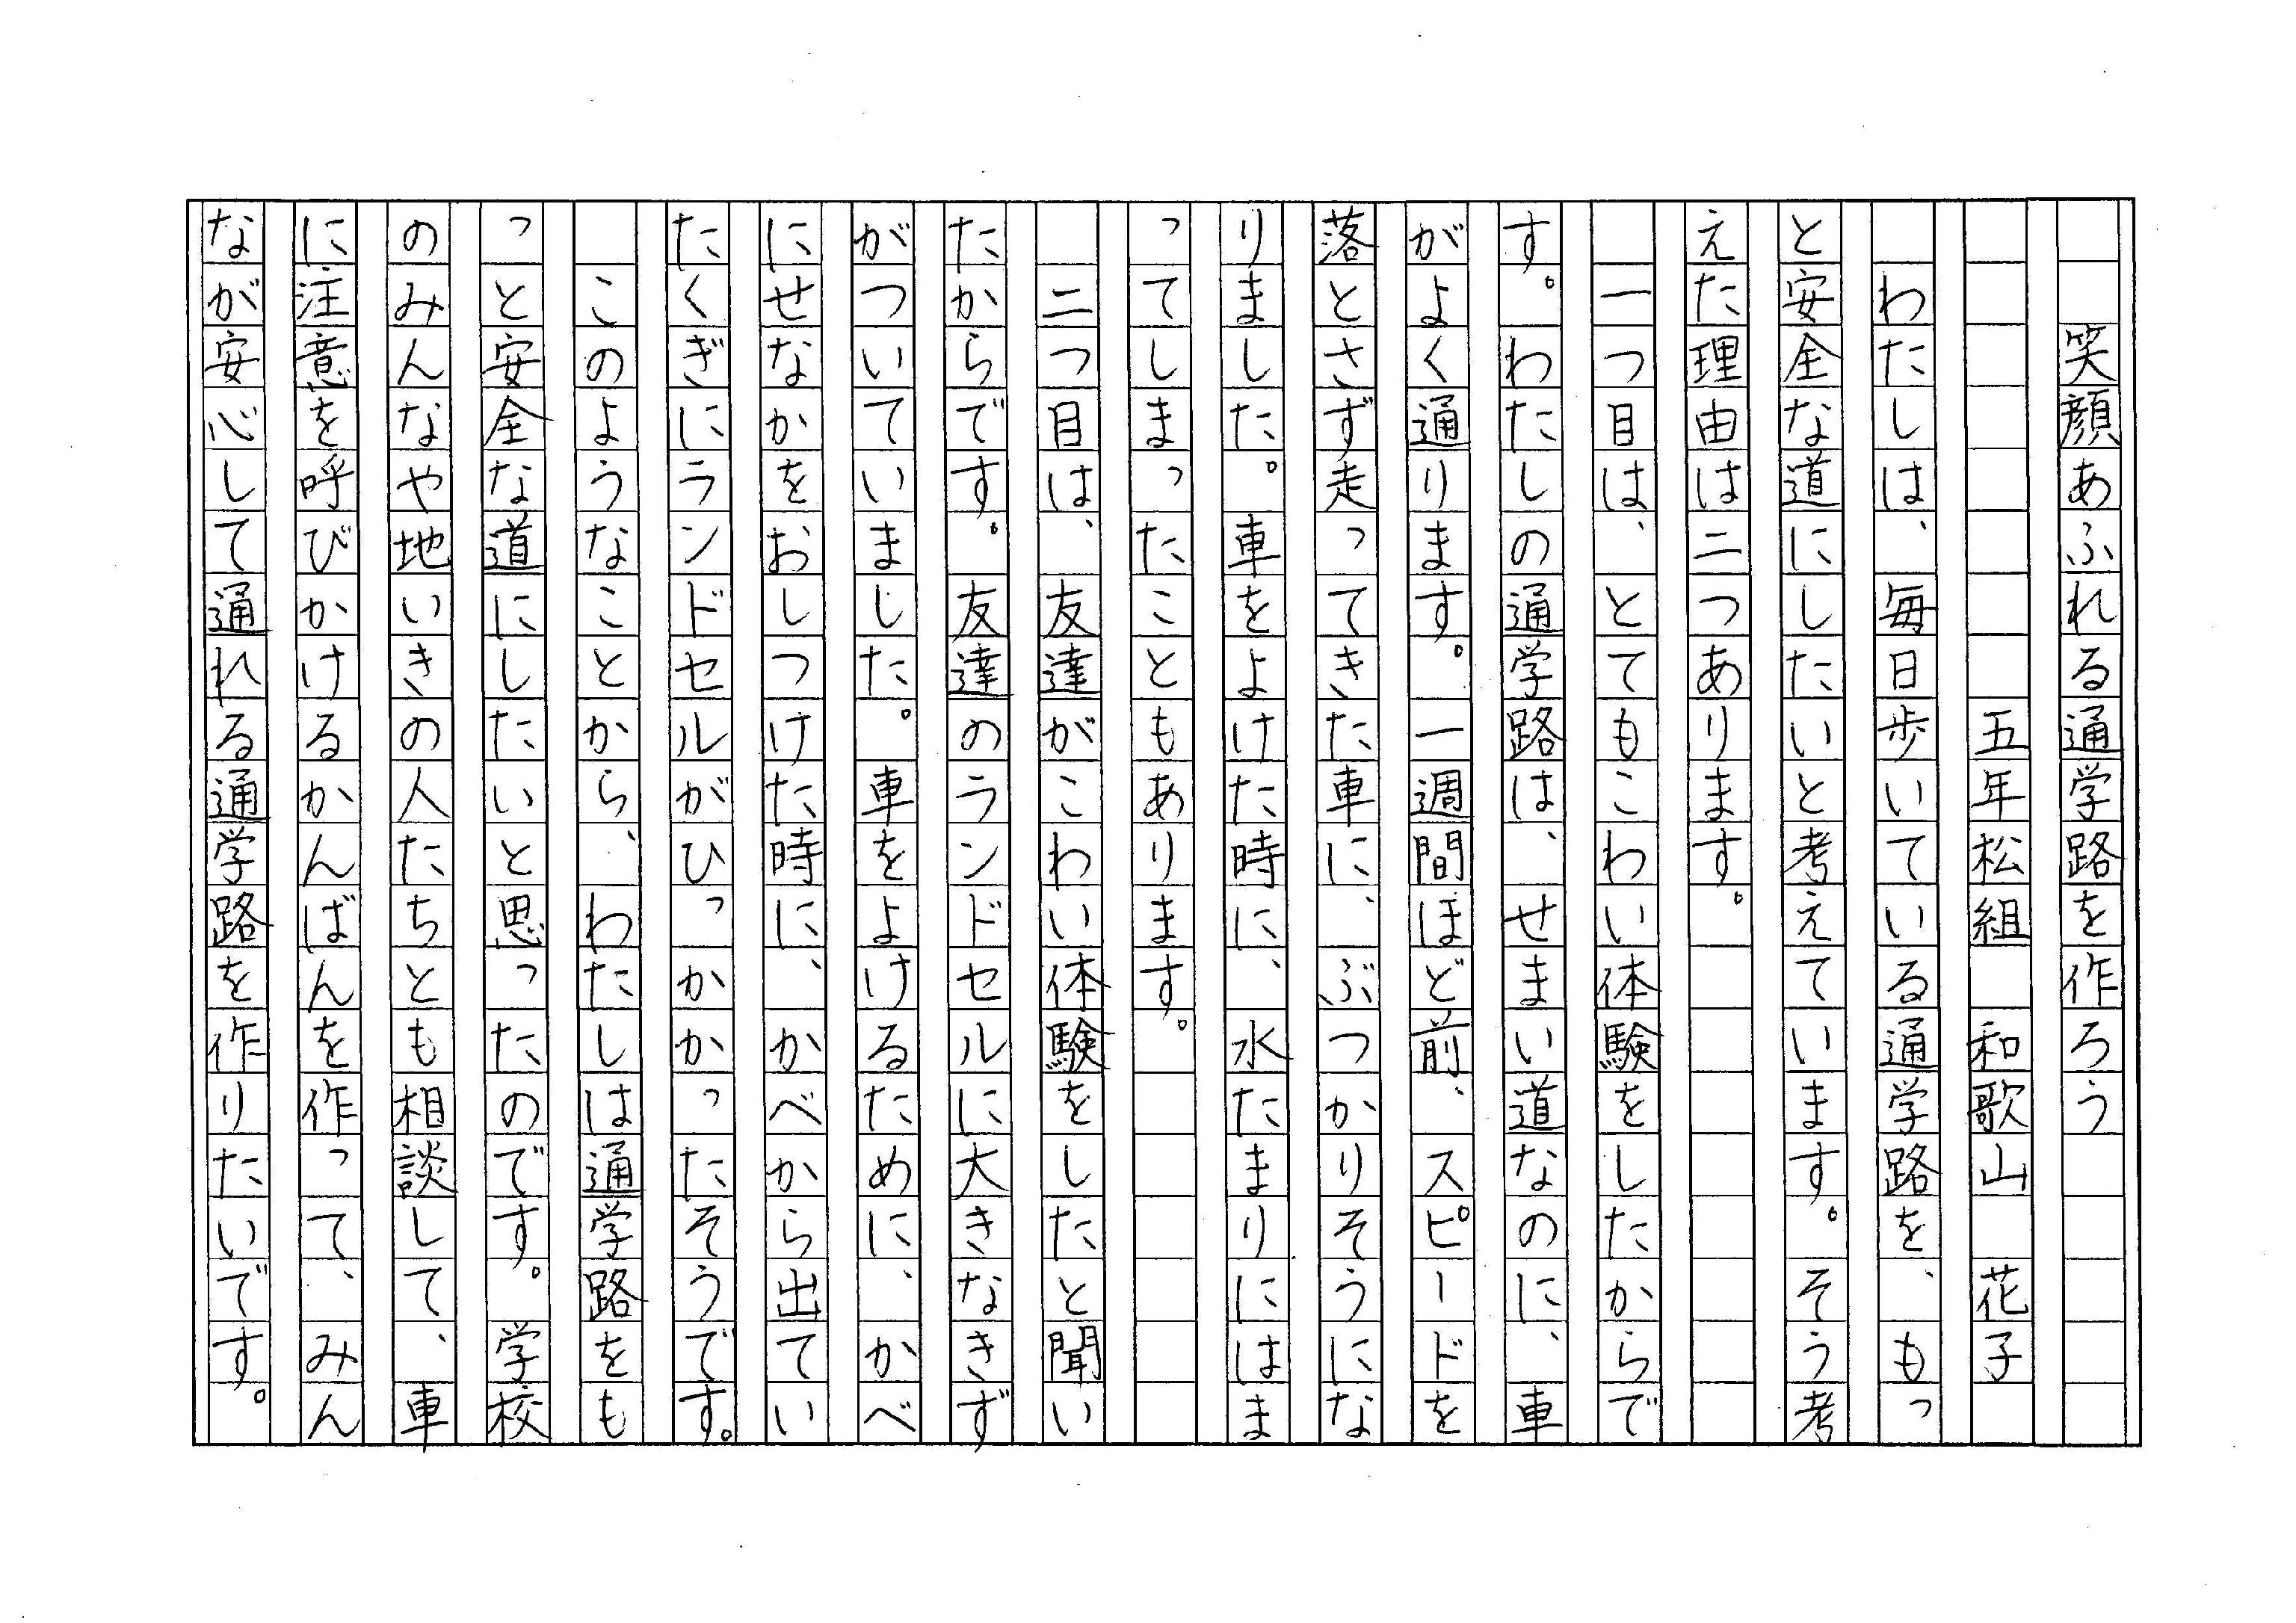 笑顔あふれる通学路を作ろう
五年松組　和歌山　花子
わたしは、毎日歩いている通学路を、もっ
と安全な道にしたいと考えています。そう考
えた理由は二つあります。
一つ目は、とてもこわい体験をしたからで
す。わたしの通学路は、せまい道なのに、車
がよく通ります。一週間ほど前、スピードを
落とさず走ってきた車に、ぶつかりそうにな
りました。車をよけた時に、水たまりにはま
ってしまったこともあります。
二つ目は、友達がこわい体験をしたと聞い
たからです。友達のランドセルに大きなきず
がついていました。車をよけるために、かべ
にせなかをおしつけた時に、かべから出てい
たくぎにランドセルがひっかかったそうです。
このようなことから、わたしは通学路をも
っと安全な道にしたいと思ったのです。学校
のみんなや地いきの人たちとも相談して、車
に注意を呼びかけるかんばんを作って、みん
なが安心して通れる通学路を作りたいです。